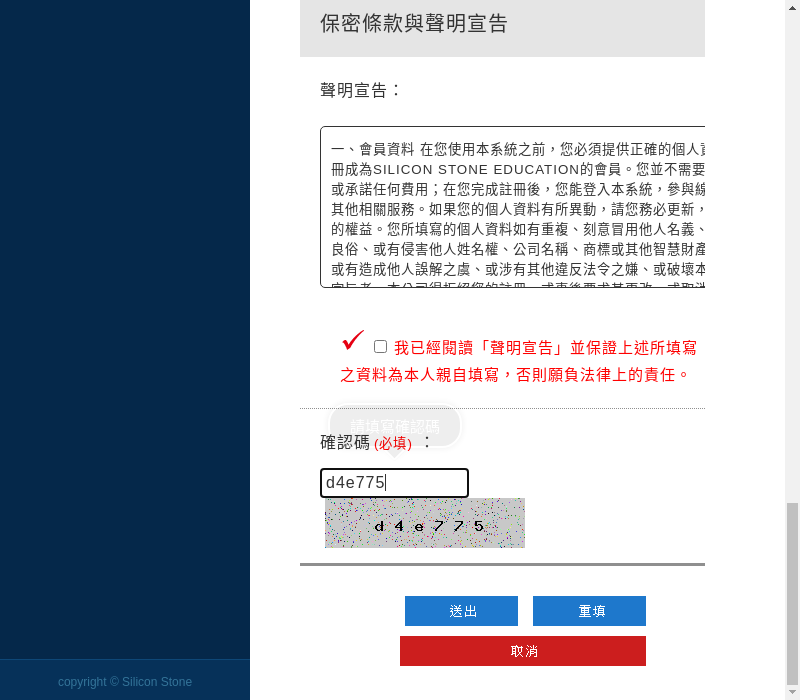 保密條款與聲明宣告
聲明宣告：
一、會員資料 在您使用本系統之前，您必須提供正確的個人
冊成為SILICON STONE EDUCATION的會員。您並不需要
或承諾任何費用；在您完成註冊後，您能登入本系統，參與線
其他相關服務。如果您的個人資料有所異動，請您務必更新，
的權益。您所填寫的個人資料如有重複、刻意冒用他人名義、
良俗、或有侵害他人姓名權、公司名稱、商標或其他智慧財產
或有造成他人誤解之虞、或涉有其他違反法令之嫌、或破壞本
我已經閱讀「聲明宣告」並保證上述所填寫
之資料為本人親自填寫，否則願負法律上的責任。
請填寫確認碼
確認碼 (必填) ：
d4e775
d 4 e 7 7 5
送出 重填
取消
copyright © Silicon Stone